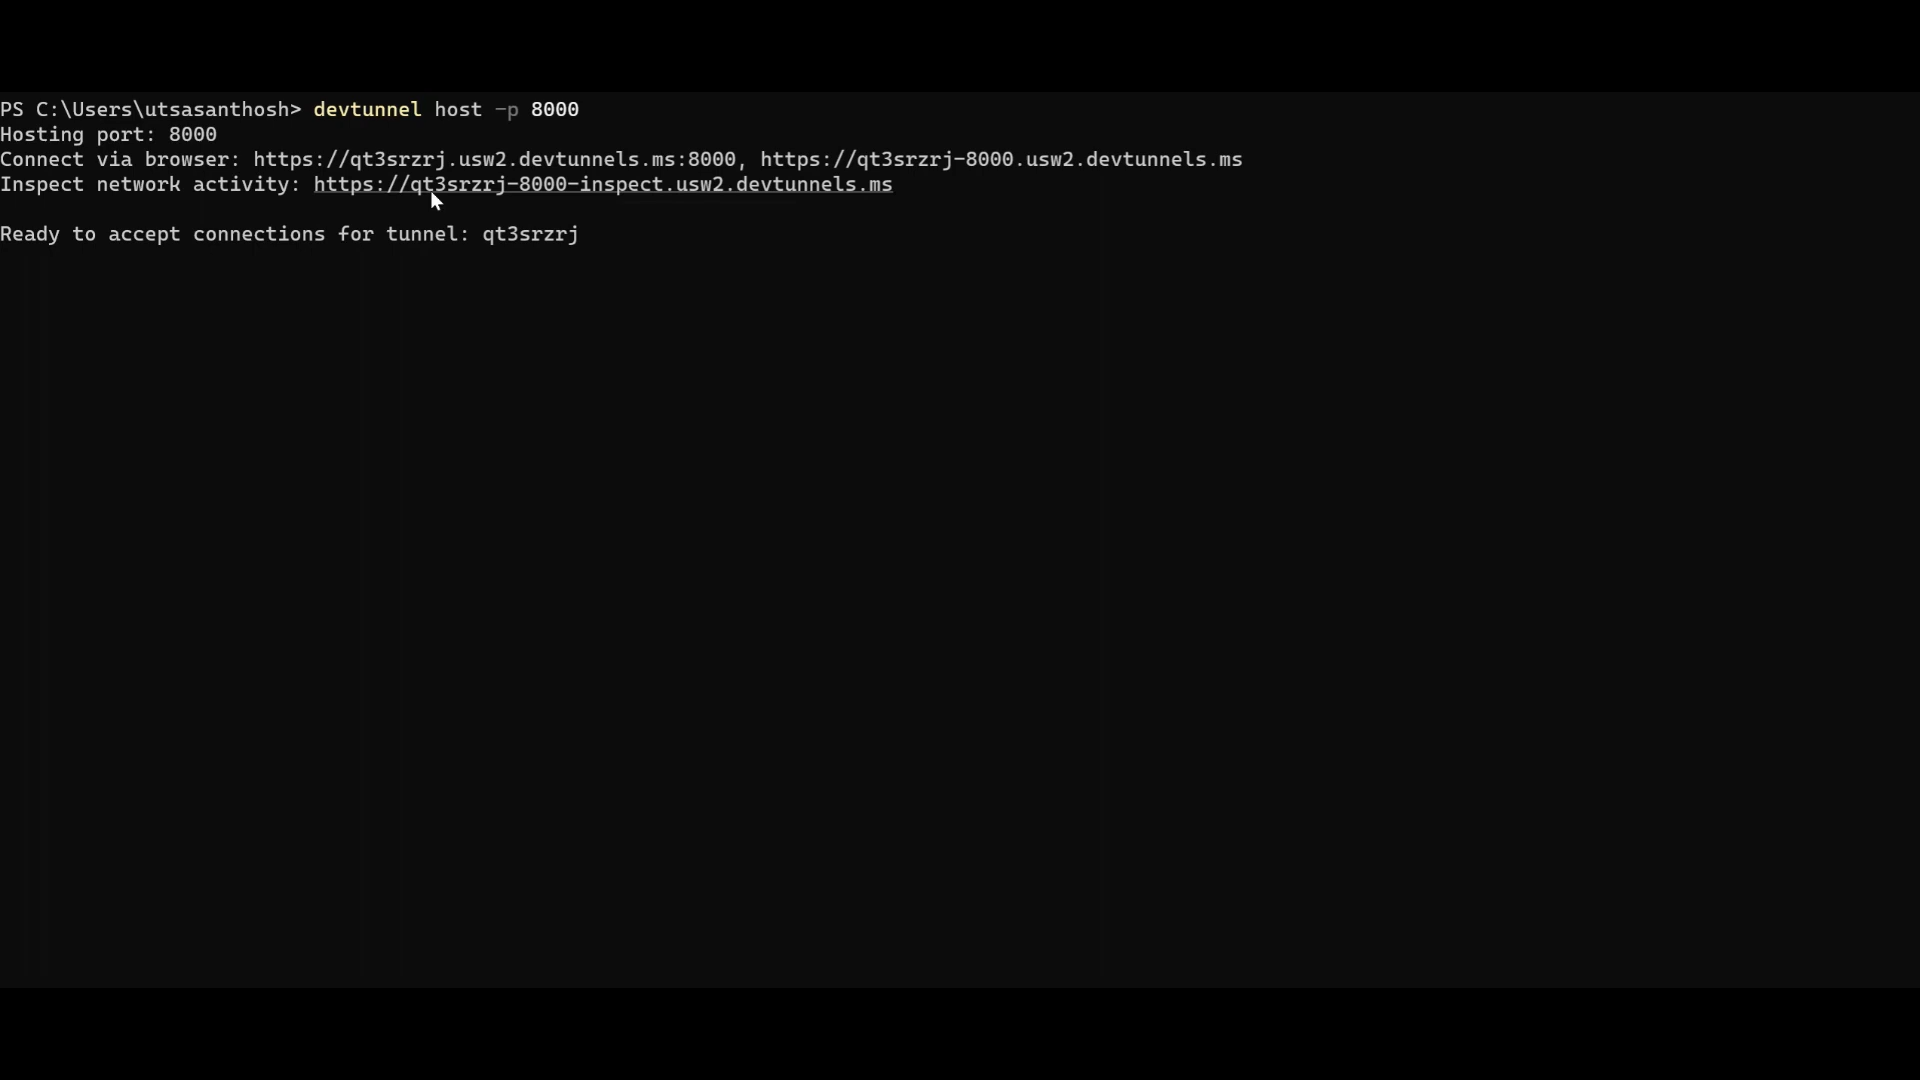 PS C:\Users\utsasanthosh> devtunnel host -p 8000
Hosting port: 8000
Connect via browser: https://qt3srzrj.usw2.devtunnels.ms:8000, https://qt3srzrj-8000.usw2.devtunnels.ms
Inspect network activity: https://qt3srzrj-8000-inspect.usw2.devtunnels.ms
Ready to accept connections for tunnel: qt3srzrj